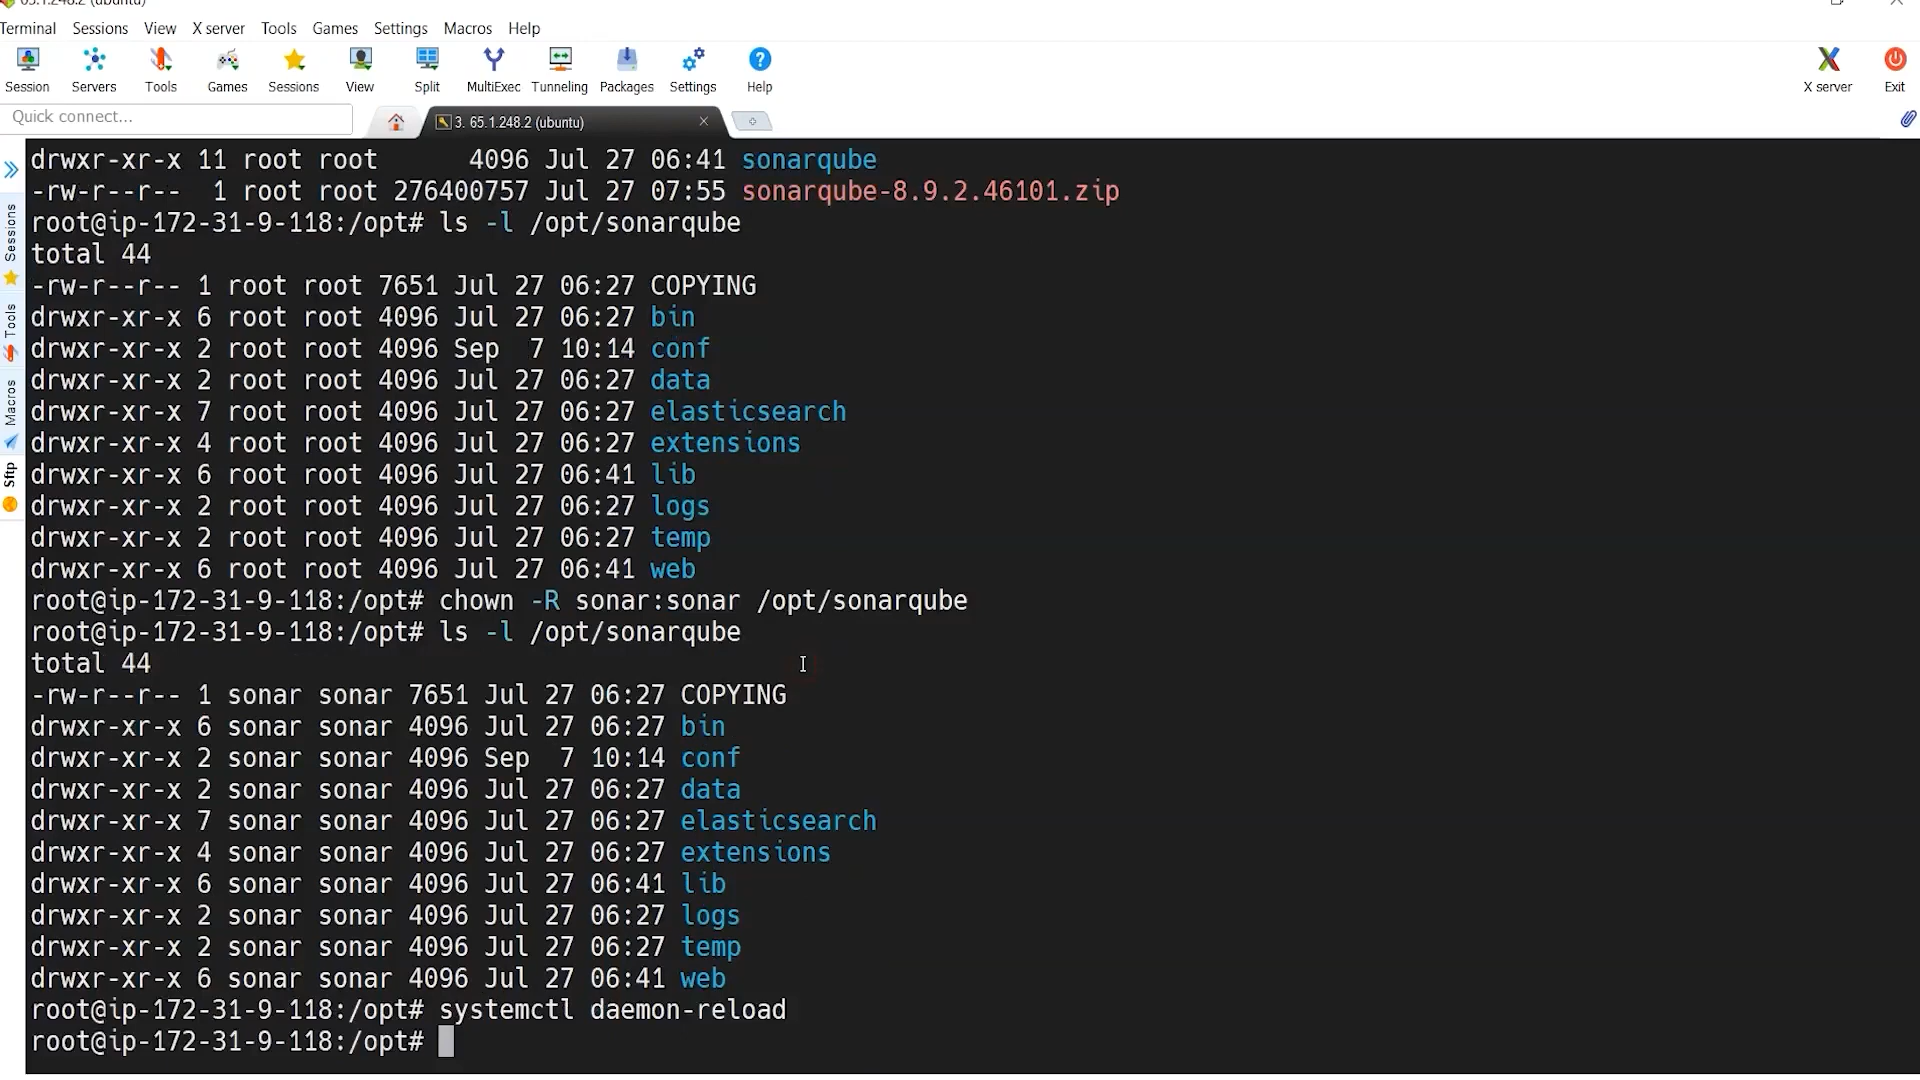 65.1.248.2 (ubuntu)
Terminal Sessions View X server Tools Games Settings Macros Help
Session Servers Tools Games Sessions View Split MultiExec Tunneling Packages Settings Help X server Exit
Quick connect...
3. 65.1.248.2 (ubuntu)
Sessions
Tools
Macros
Sftp
drwxr-xr-x 11 root root      4096 Jul 27 06:41 sonarqube
-rw-r--r--  1 root root 276400757 Jul 27 07:55 sonarqube-8.9.2.46101.zip
root@ip-172-31-9-118:/opt# ls -l /opt/sonarqube
total 44
-rw-r--r-- 1 root root 7651 Jul 27 06:27 COPYING
drwxr-xr-x 6 root root 4096 Jul 27 06:27 bin
drwxr-xr-x 2 root root 4096 Sep  7 10:14 conf
drwxr-xr-x 2 root root 4096 Jul 27 06:27 data
drwxr-xr-x 7 root root 4096 Jul 27 06:27 elasticsearch
drwxr-xr-x 4 root root 4096 Jul 27 06:27 extensions
drwxr-xr-x 6 root root 4096 Jul 27 06:41 lib
drwxr-xr-x 2 root root 4096 Jul 27 06:27 logs
drwxr-xr-x 2 root root 4096 Jul 27 06:27 temp
drwxr-xr-x 6 root root 4096 Jul 27 06:41 web
root@ip-172-31-9-118:/opt# chown -R sonar:sonar /opt/sonarqube
root@ip-172-31-9-118:/opt# ls -l /opt/sonarqube
total 44
-rw-r--r-- 1 sonar sonar 7651 Jul 27 06:27 COPYING
drwxr-xr-x 6 sonar sonar 4096 Jul 27 06:27 bin
drwxr-xr-x 2 sonar sonar 4096 Sep  7 10:14 conf
drwxr-xr-x 2 sonar sonar 4096 Jul 27 06:27 data
drwxr-xr-x 7 sonar sonar 4096 Jul 27 06:27 elasticsearch
drwxr-xr-x 4 sonar sonar 4096 Jul 27 06:27 extensions
drwxr-xr-x 6 sonar sonar 4096 Jul 27 06:41 lib
drwxr-xr-x 2 sonar sonar 4096 Jul 27 06:27 logs
drwxr-xr-x 2 sonar sonar 4096 Jul 27 06:27 temp
drwxr-xr-x 6 sonar sonar 4096 Jul 27 06:41 web
root@ip-172-31-9-118:/opt# systemctl daemon-reload
root@ip-172-31-9-118:/opt#